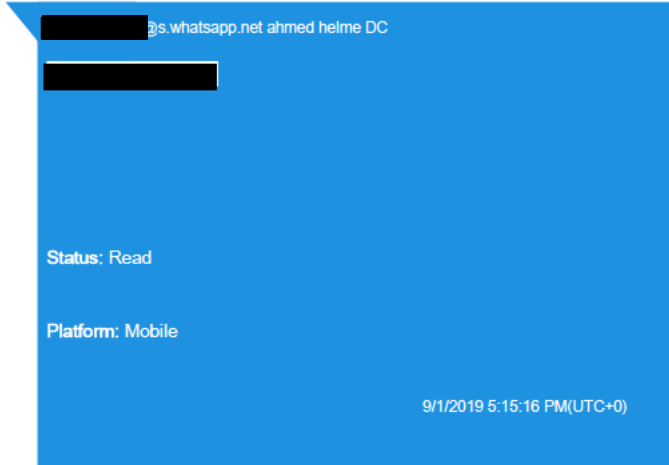 @s.whatsapp.net ahmed helme DC
Status: Read
Platform: Mobile
9/1/2019 5:15:16 PM(UTC+0)